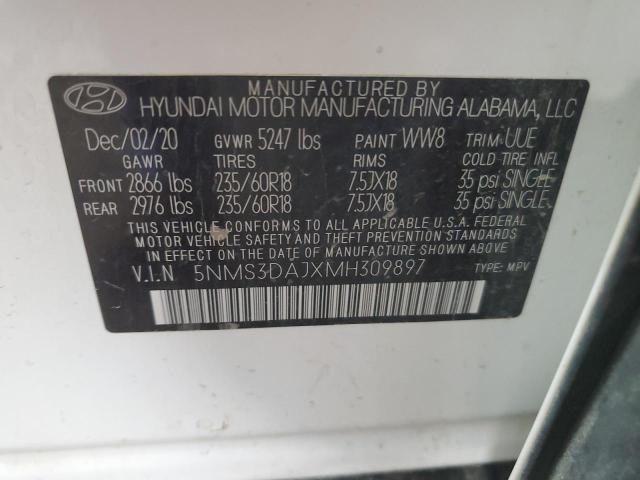 MANUFACTURED BY
HYUNDAI MOTOR MANUFACTURING ALABAMA, LLC
Dec/02/20 GVWR 5247 lbs PAINT WW8 TRIM UUE
GAWR TIRES RIMS COLD TIRE INFL
FRONT 2866 lbs 235/60R18 7.5JX18 35 psi SINGLE
REAR 2976 lbs 235/60R18 7.5JX18 35 psi SINGLE
THIS VEHICLE CONFORMS TO ALL APPLICABLE U.S.A FEDERAL
MOTOR VEHICLE SAFETY AND THEFT PREVENTION STANDARDS
IN EFFECT ON THE DATE OF MANUFACTURE SHOWN ABOVE.
V.I.N 5NMS3DAJXMH309897 TYPE: MPV